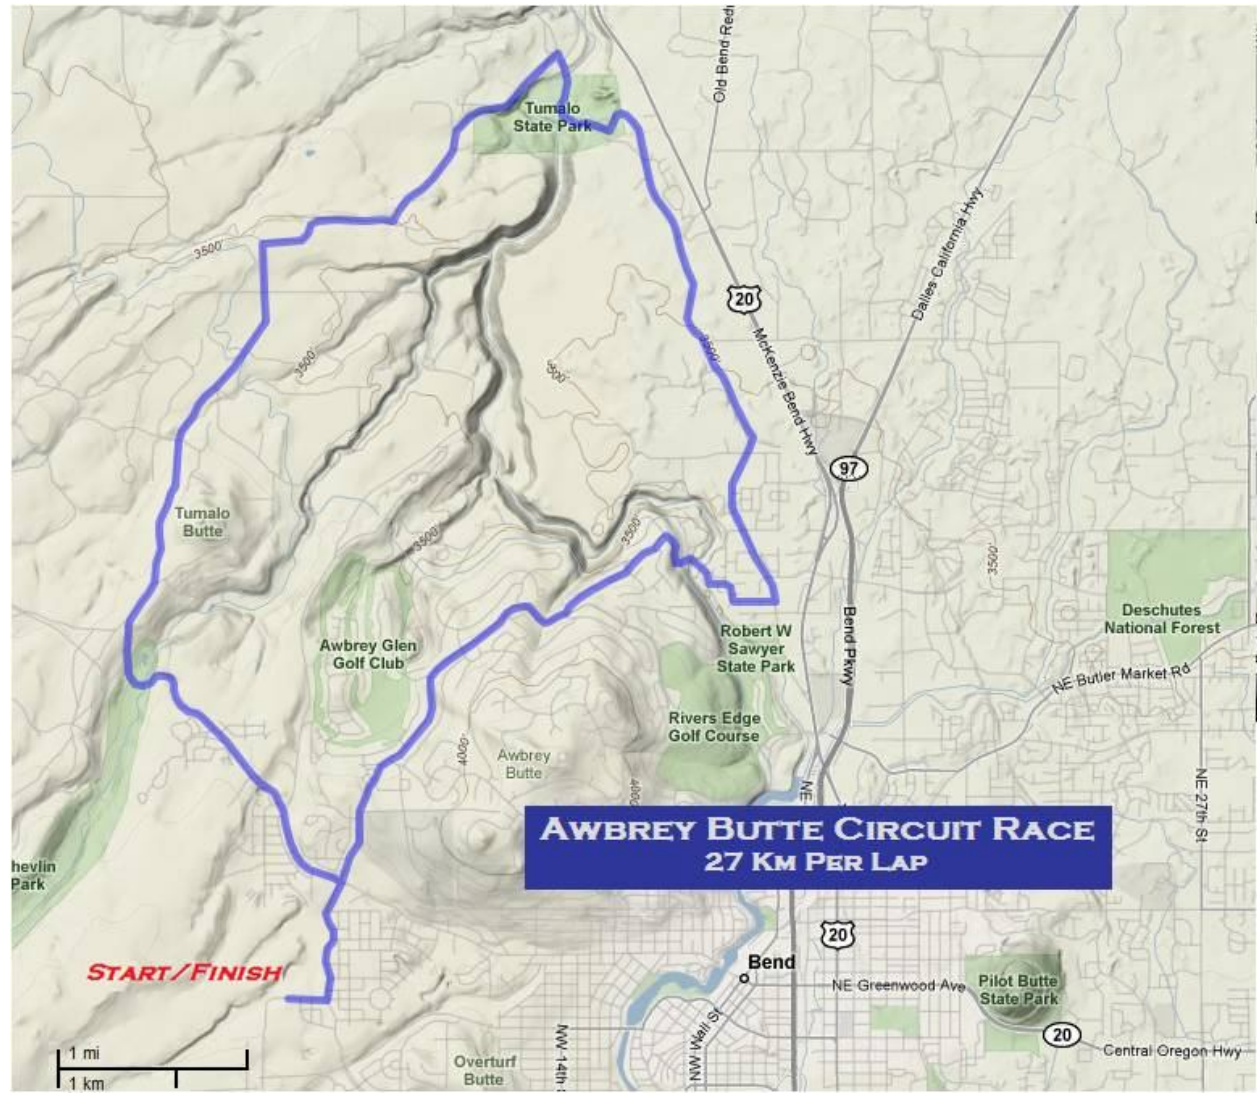 Old Bend Red
Tumalo
State Park
3500'
Dalles California Hwy
20
McKenzie Bend Hwy
3500'
3500'
97
Tumalo
Butte
3500'
3500'
3500'
Deschutes
National Forest
Bend Pkwy
Robert W
Sawyer
State Park
Awbrey Glen
Golf Club
NE Butler Market Rd
Rivers Edge
Golf Course
4000'
Awbrey
Butte
NE
NE 27th St
AWBREY BUTTE CIRCUIT RACE
27 KM PER LAP
hevlin
Park
20
START/FINISH
Bend
NE Greenwood Ave
Pilot Butte
State Park
NW Wall St
NW 14th
20
Central Oregon Hwy
1 mi
1 km
Overturf
Butte
NW